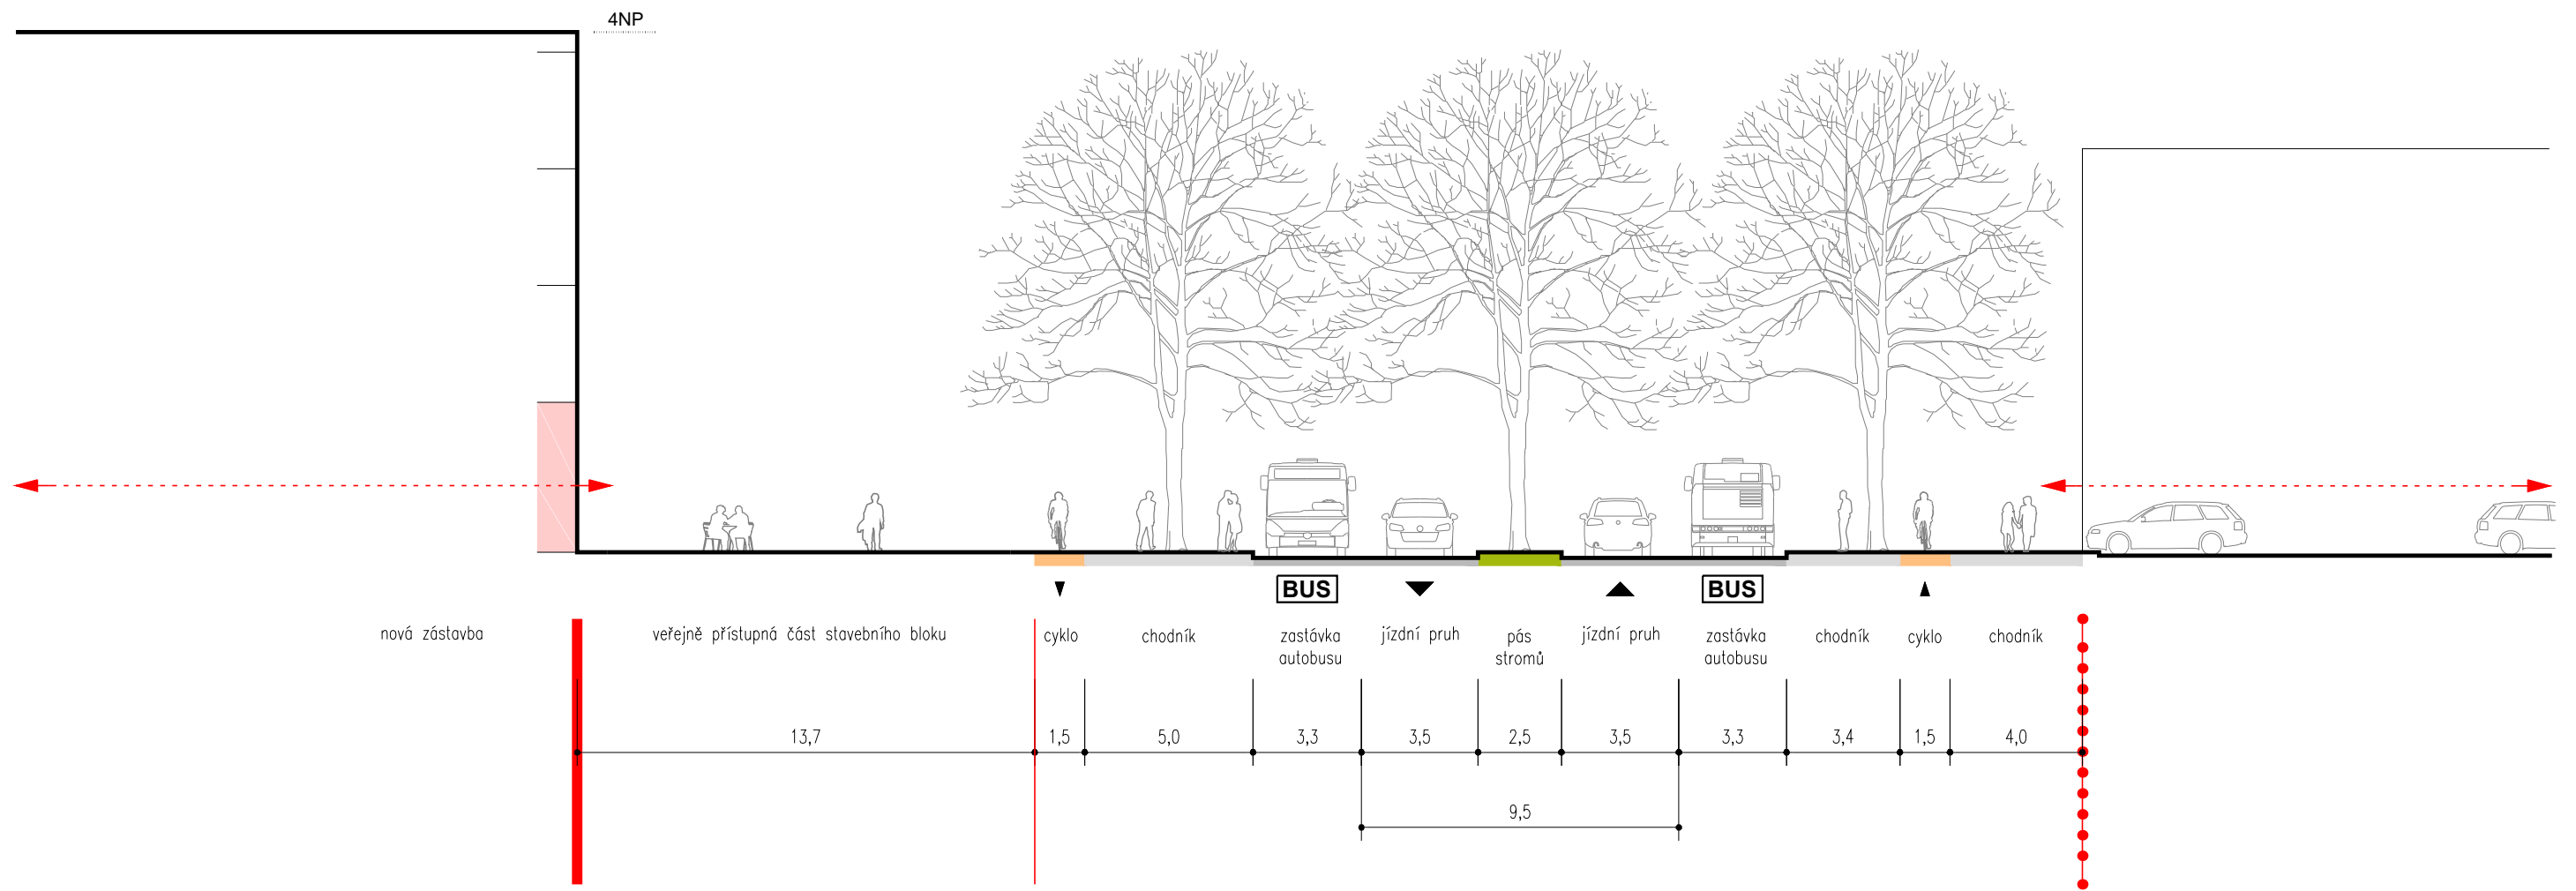 4NP
BUS
BUS
nová zástavba
veřejně přístupná část stavebního bloku
cyklo
chodník
zastávka
autobusu
jízdní pruh
pás
stromů
jízdní pruh
zastávka
autobusu
chodník
cyklo
chodník
13,7
1,5
5,0
3,3
3,5
2,5
3,5
3,3
3,4
1,5
4,0
9,5